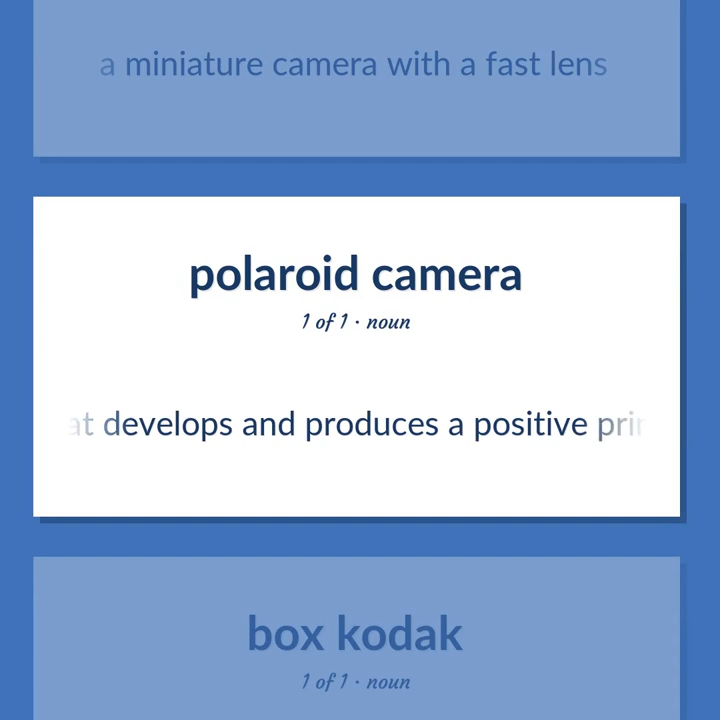 a miniature camera with a fast lens
polaroid camera
1 of 1 · noun
develops and produces a positive
box kodak
1 of 1 · noun